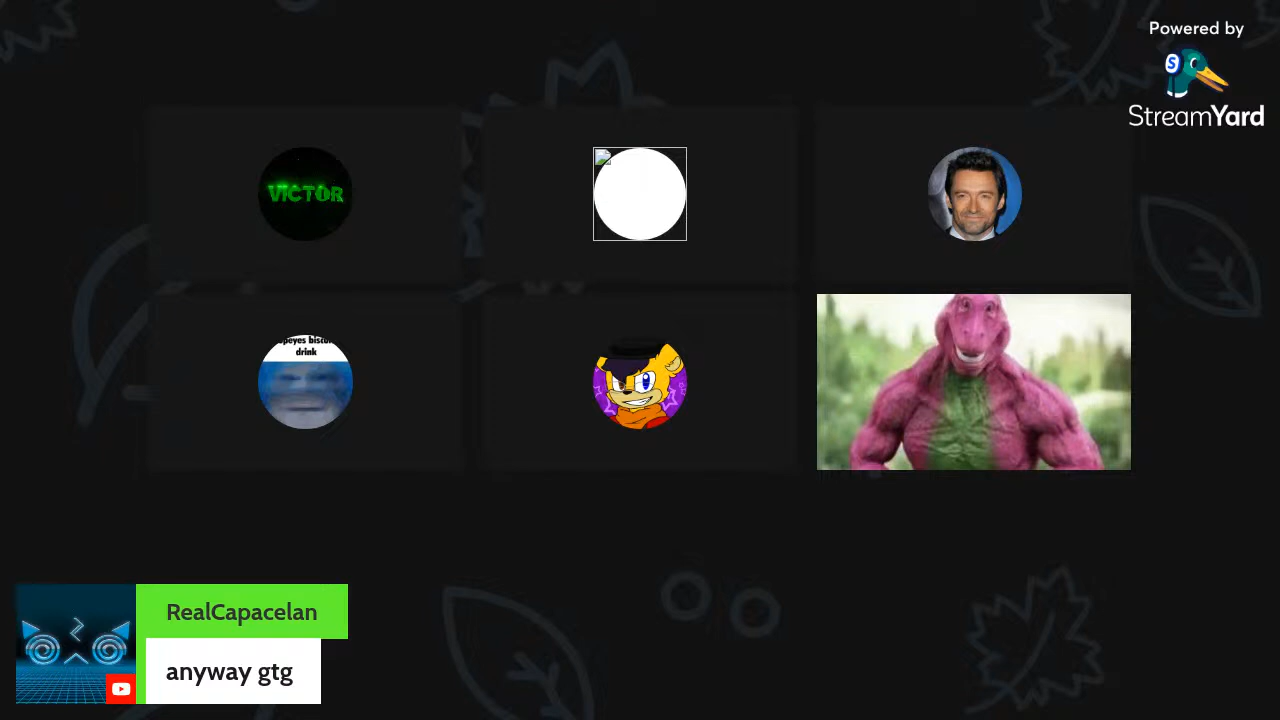 Powered by
StreamYard
S
VICTOR
drink
RealCapacelan
anyway gtg